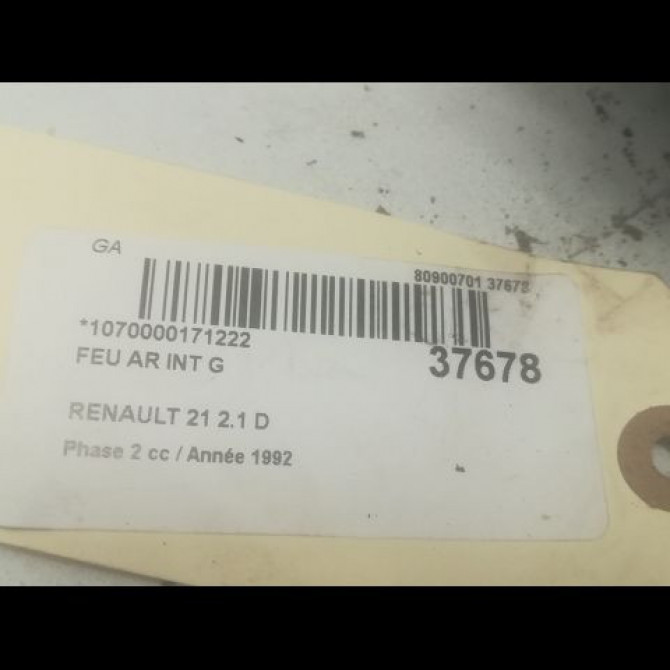 GA
80900701 37678
*1070000171222
37678
FEU AR INT G
RENAULT 21 2.1 D
Phase 2 cc / Année 1992